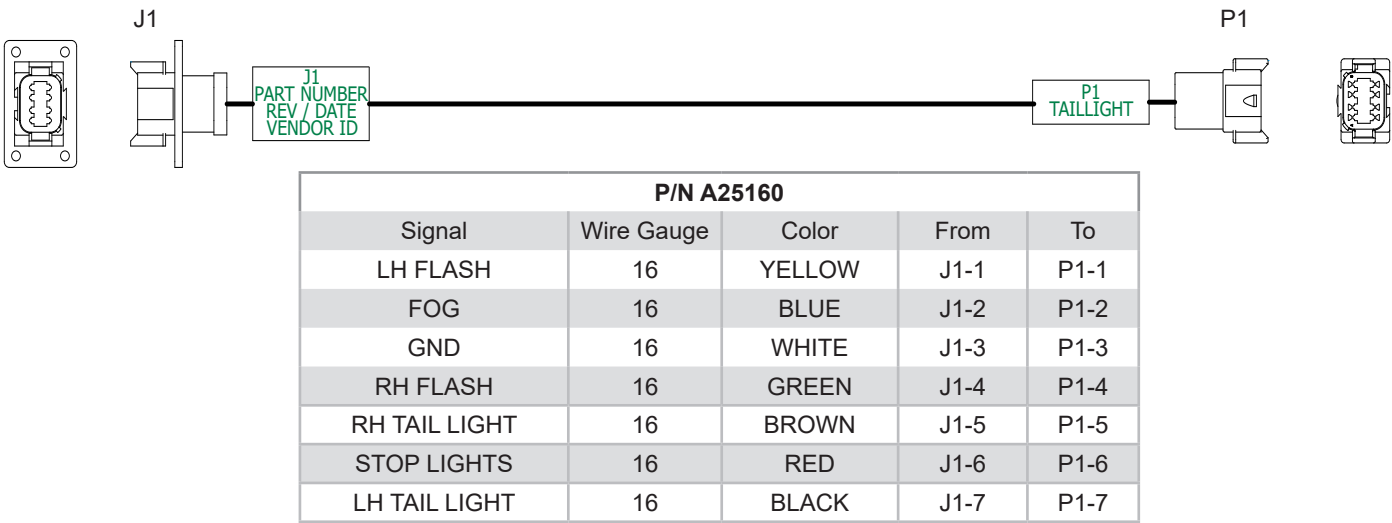 J1
P1
J1
PART NUMBER
REV / DATE
VENDOR ID
P1
TAILLIGHT
P/N A25160
Signal Wire Gauge Color From To
LH FLASH 16 YELLOW J1-1 P1-1
FOG 16 BLUE J1-2 P1-2
GND 16 WHITE J1-3 P1-3
RH FLASH 16 GREEN J1-4 P1-4
RH TAIL LIGHT 16 BROWN J1-5 P1-5
STOP LIGHTS 16 RED J1-6 P1-6
LH TAIL LIGHT 16 BLACK J1-7 P1-7